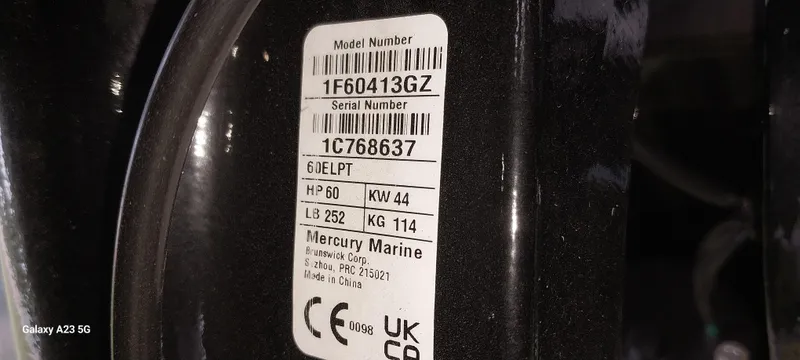 Model Number
1F60413GZ
Serial Number
1C768637
60ELPT
HP 60 KW 44
LB 252 KG 114
Mercury Marine
Brunswick Corp.
Suzhou, PRC 215021
Made in China
CE 0098 UK
CA
Galaxy A23 5G